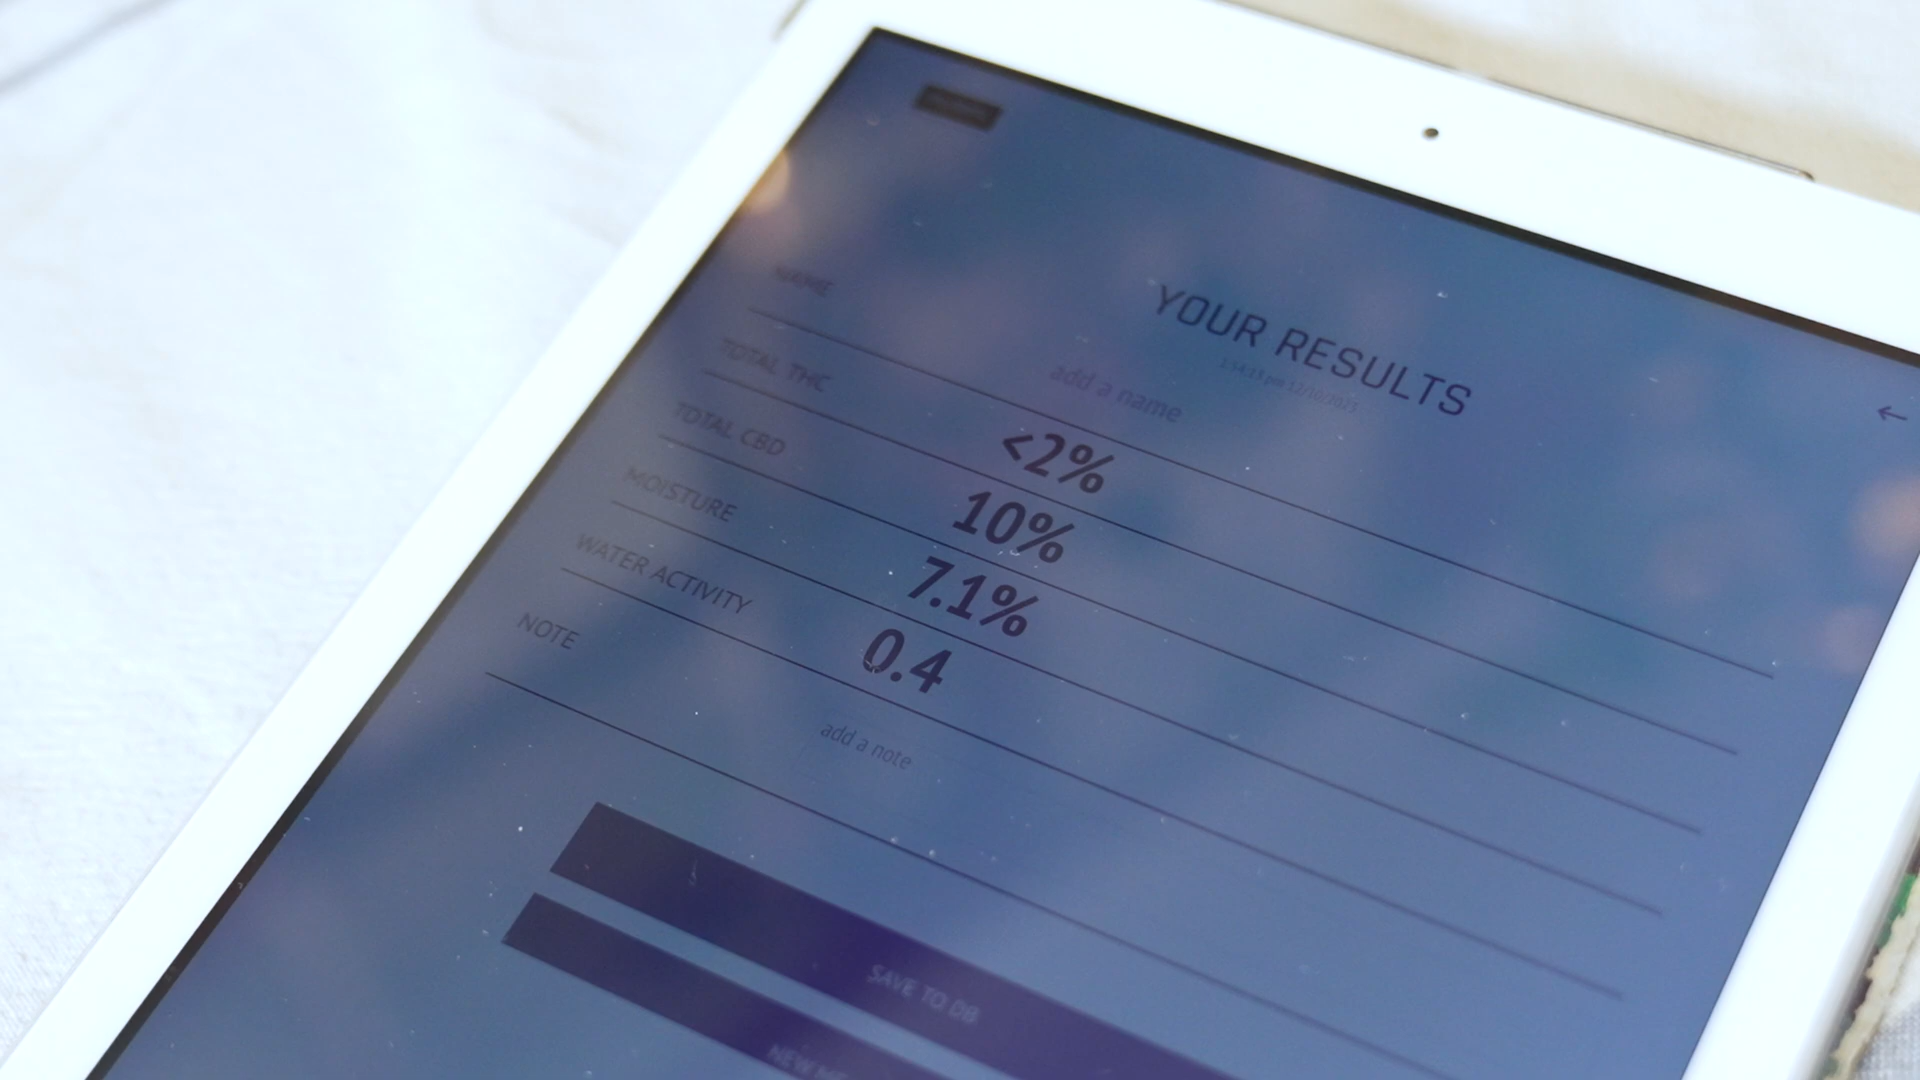 YOUR RESULTS
NAME
add a name
TOTAL THC
<2%
TOTAL CBD
10%
MOISTURE
7.1%
WATER ACTIVITY
0.4
NOTE
add a note
SAVE TO DB
NEW